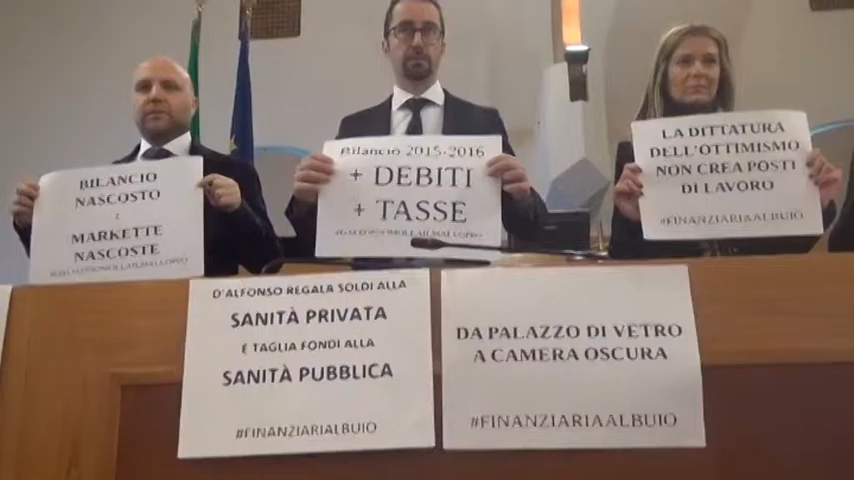 BILANCIO
NASCOSTO
E
MARKETTE
NASCOSTE
Bilancio 2015-2016
+ DEBITI
+ TASSE
LA DITTATURA
DELL'OTTIMISMO
NON CREA POSTI
DI LAVORO
#FINANZIARIAALBUIO
D'ALFONSO REGALA SOLDI ALLA
SANITÀ PRIVATA
E TAGLIA FONDI ALLA
SANITÀ PUBBLICA
#FINANZIARIALBUIO
DA PALAZZO DI VETRO
A CAMERA OSCURA
#FINANZIARIAALBUIO